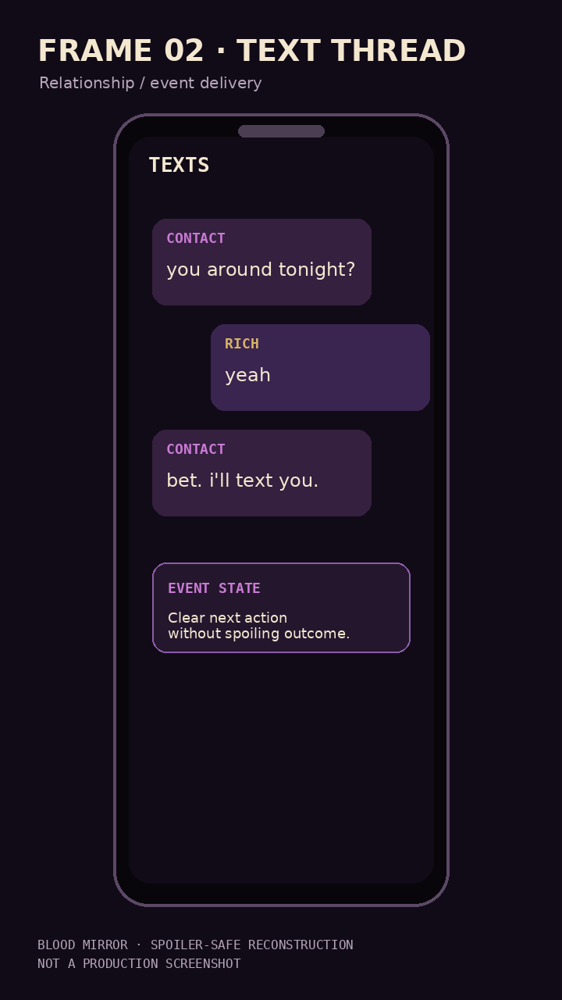 FRAME 02 · TEXT THREAD
Relationship / event delivery
TEXTS
CONTACT
you around tonight?
RICH
yeah
CONTACT
bet. i'll text you.
EVENT STATE
Clear next action
without spoiling outcome.
BLOOD MIRROR · SPOILER-SAFE RECONSTRUCTION
NOT A PRODUCTION SCREENSHOT